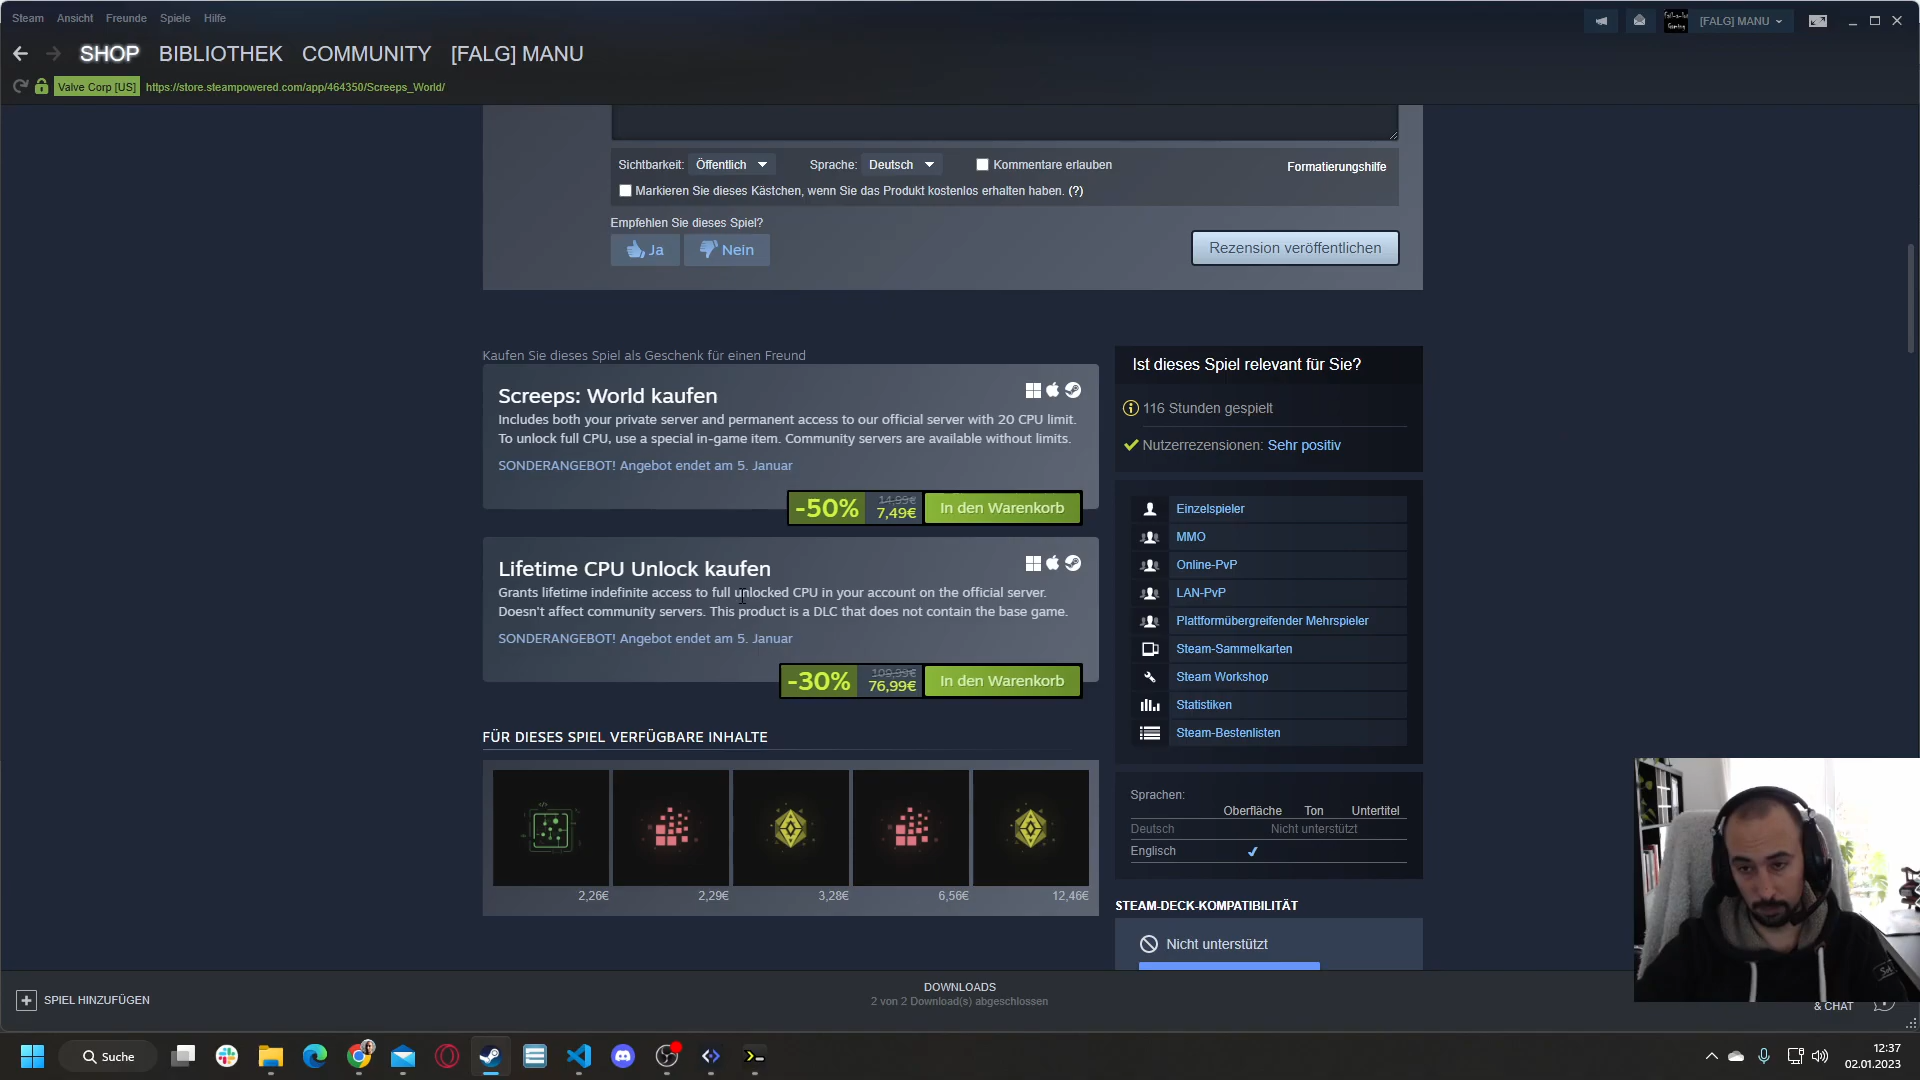 Steam Ansicht Freunde Spiele Hilfe
[FALG] MANU
SHOP BIBLIOTHEK COMMUNITY [FALG] MANU
Valve Corp [US] https://store.steampowered.com/app/464350/Screeps_World/
Sichtbarkeit: Öffentlich Sprache: Deutsch Kommentare erlauben Formatierungshilfe
Markieren Sie dieses Kästchen, wenn Sie das Produkt kostenlos erhalten haben. (?)
Empfehlen Sie dieses Spiel?
Ja Nein
Rezension veröffentlichen
Kaufen Sie dieses Spiel als Geschenk für einen Freund
Screeps: World kaufen
Includes both your private server and permanent access to our official server with 20 CPU limit.
To unlock full CPU, use a special in-game item. Community servers are available without limits.
SONDERANGEBOT! Angebot endet am 5. Januar
-50% 14,99€ 7,49€ In den Warenkorb
Lifetime CPU Unlock kaufen
Grants lifetime indefinite access to full unlocked CPU in your account on the official server.
Doesn't affect community servers. This product is a DLC that does not contain the base game.
SONDERANGEBOT! Angebot endet am 5. Januar
-30% 109,99€ 76,99€ In den Warenkorb
FÜR DIESES SPIEL VERFÜGBARE INHALTE
2,26€ 2,29€ 3,28€ 6,56€ 12,46€
Ist dieses Spiel relevant für Sie?
116 Stunden gespielt
Nutzerrezensionen: Sehr positiv
Einzelspieler
MMO
Online-PvP
LAN-PvP
Plattformübergreifender Mehrspieler
Steam-Sammelkarten
Steam Workshop
Statistiken
Steam-Bestenlisten
Sprachen:
Oberfläche Ton Untertitel
Deutsch Nicht unterstützt
Englisch
STEAM-DECK-KOMPATIBILITÄT
Nicht unterstützt
SPIEL HINZUFÜGEN
DOWNLOADS
2 von 2 Download(s) abgeschlossen
& CHAT
Suche
12:37
02.01.2023